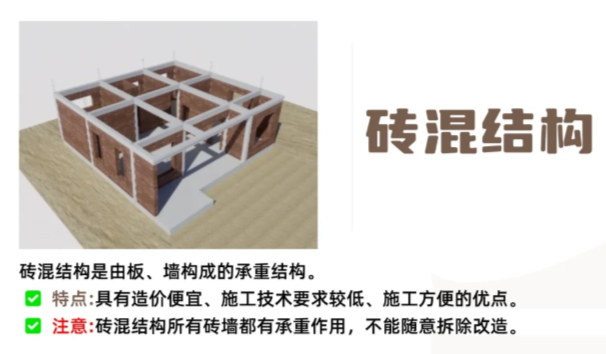 砖混结构
砖混结构是由板、墙构成的承重结构。
特点:具有造价便宜、施工技术要求较低、施工方便的优点。
注意:砖混结构所有砖墙都有承重作用，不能随意拆除改造。